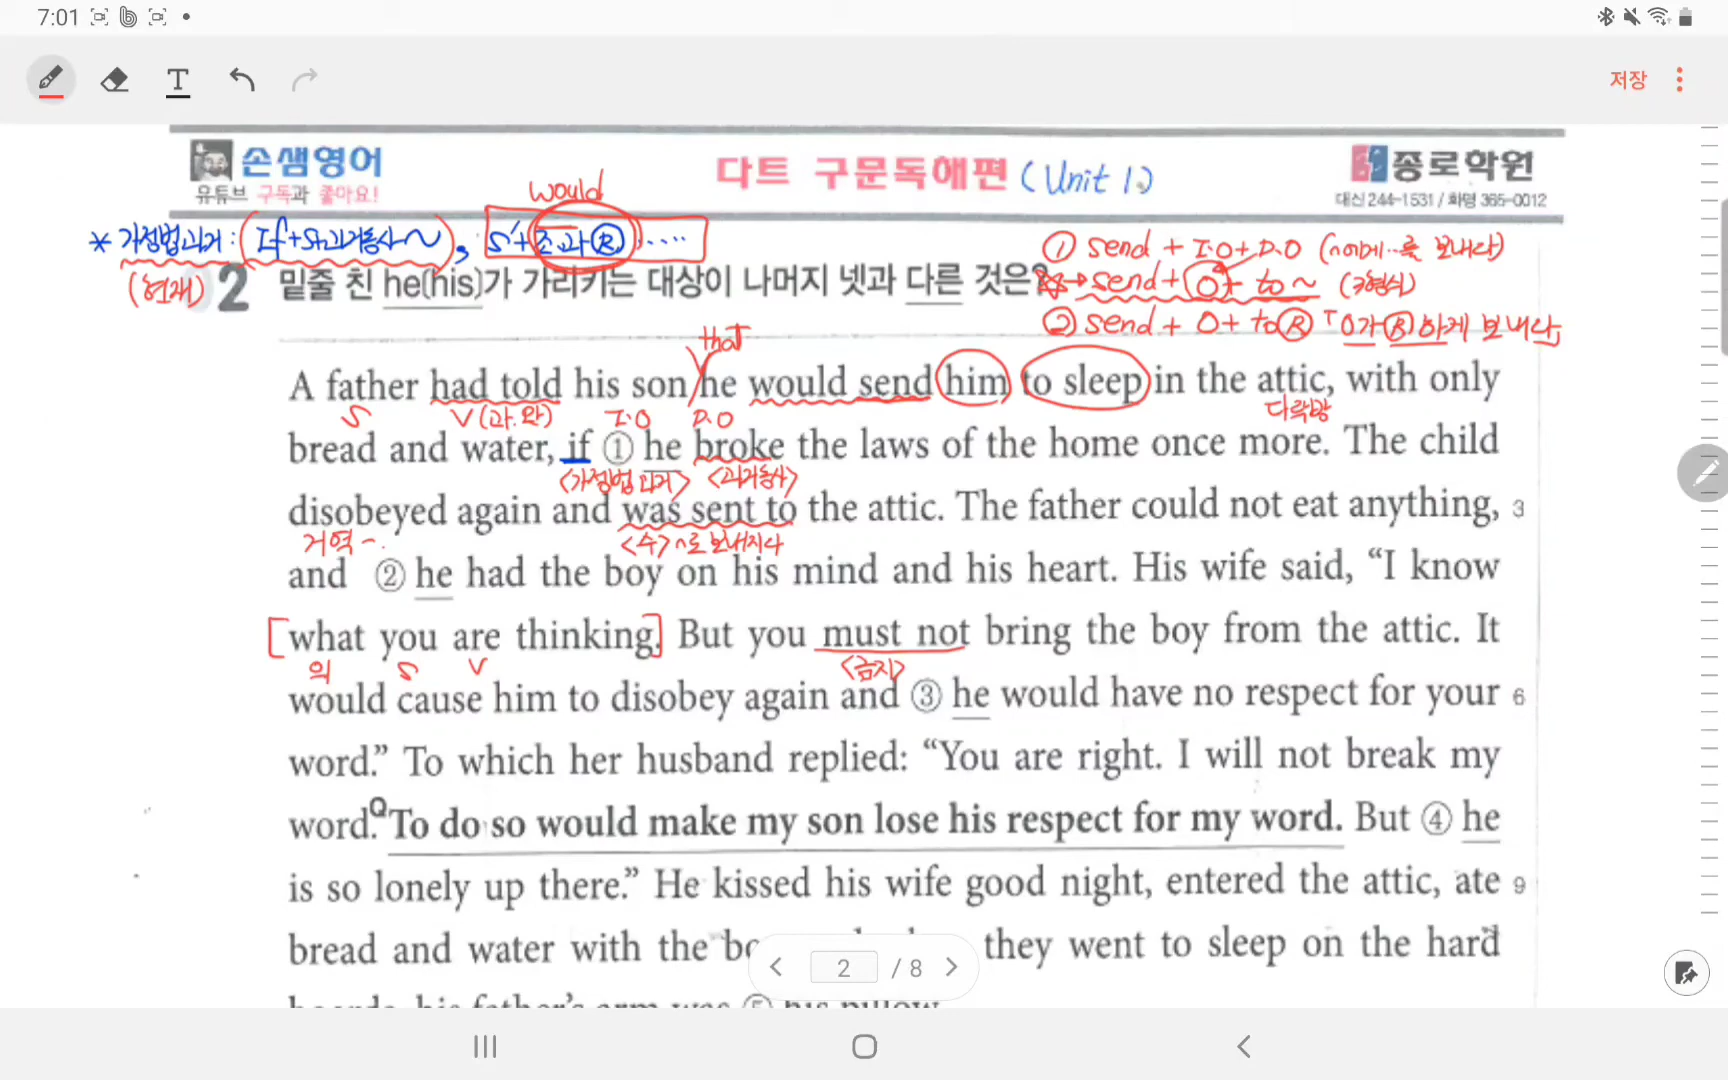 7:01
저장
손샘영어
유튜브 구독과 좋아요!
다트 구문독해편 (Unit 1)
종로학원
대신 244-1531 / 화명 365-0012
would
* 가정법과거: (If+S+과거동사~), S'+조.과 R ....
(현재)
① send + I.O + D.O (~에게…를 보내다)
→ send + O + to~ (3형식)
② send + O + to R 「O가 R하게 보내다」
2 밑줄 친 he(his)가 가리키는 대상이 나머지 넷과 다른 것은?
that
A father had told his son he would send him to sleep in the attic, with only
S V(과.완) I.O D.O 다락방
bread and water, if ① he broke the laws of the home once more. The child
<가정법과거> <과거동사>
disobeyed again and was sent to the attic. The father could not eat anything, 3
거역~ <수>~로 보내지다
and ② he had the boy on his mind and his heart. His wife said, “I know
[what you are thinking.] But you must not bring the boy from the attic. It
의 S V <금지>
would cause him to disobey again and ③ he would have no respect for your 6
word.” To which her husband replied: “You are right. I will not break my
word. Q To do so would make my son lose his respect for my word. But ④ he
is so lonely up there.” He kissed his wife good night, entered the attic, ate 9
bread and water with the they went to sleep on the hard
his father’s arm was ⑤ his pillow.
2 / 8